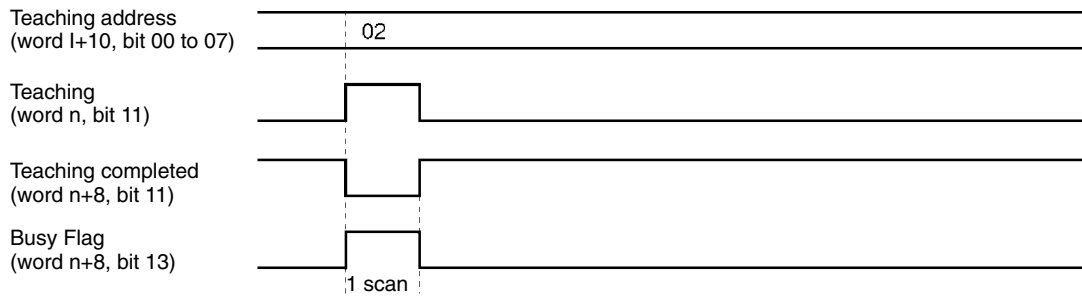 Teaching address
(word I+10, bit 00 to 07)
02
Teaching
(word n, bit 11)
Teaching completed
(word n+8, bit 11)
Busy Flag
(word n+8, bit 13)
1 scan